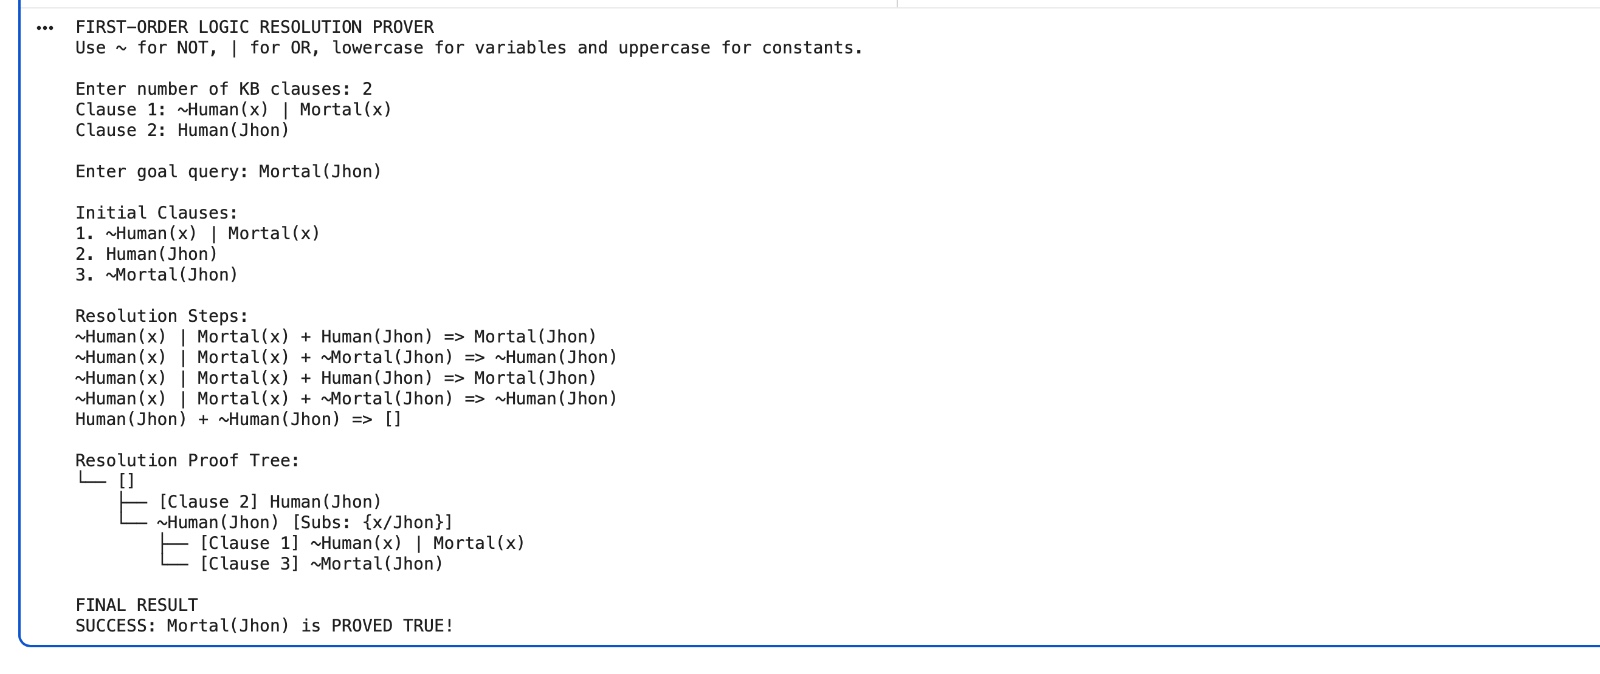 FIRST-ORDER LOGIC RESOLUTION PROVER
Use ~ for NOT, | for OR, lowercase for variables and uppercase for constants.
Enter number of KB clauses: 2
Clause 1: ~Human(x) | Mortal(x)
Clause 2: Human(Jhon)
Enter goal query: Mortal(Jhon)
Initial Clauses:
1. ~Human(x) | Mortal(x)
2. Human(Jhon)
3. ~Mortal(Jhon)
Resolution Steps:
~Human(x) | Mortal(x) + Human(Jhon) => Mortal(Jhon)
~Human(x) | Mortal(x) + ~Mortal(Jhon) => ~Human(Jhon)
~Human(x) | Mortal(x) + Human(Jhon) => Mortal(Jhon)
~Human(x) | Mortal(x) + ~Mortal(Jhon) => ~Human(Jhon)
Human(Jhon) + ~Human(Jhon) => []
Resolution Proof Tree:
└── []
    ├── [Clause 2] Human(Jhon)
    └── ~Human(Jhon) [Subs: {x/Jhon}]
        ├── [Clause 1] ~Human(x) | Mortal(x)
        └── [Clause 3] ~Mortal(Jhon)
FINAL RESULT
SUCCESS: Mortal(Jhon) is PROVED TRUE!